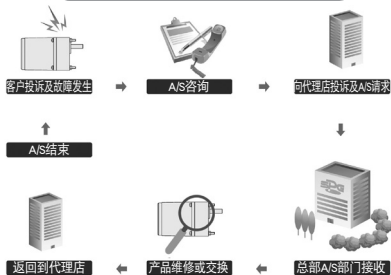 客户投诉及故障发生
A/S咨询
向代理店投诉及A/S请求
A/S结束
SPG
返回到代理店
产品维修或交换
总部A/S部门接收